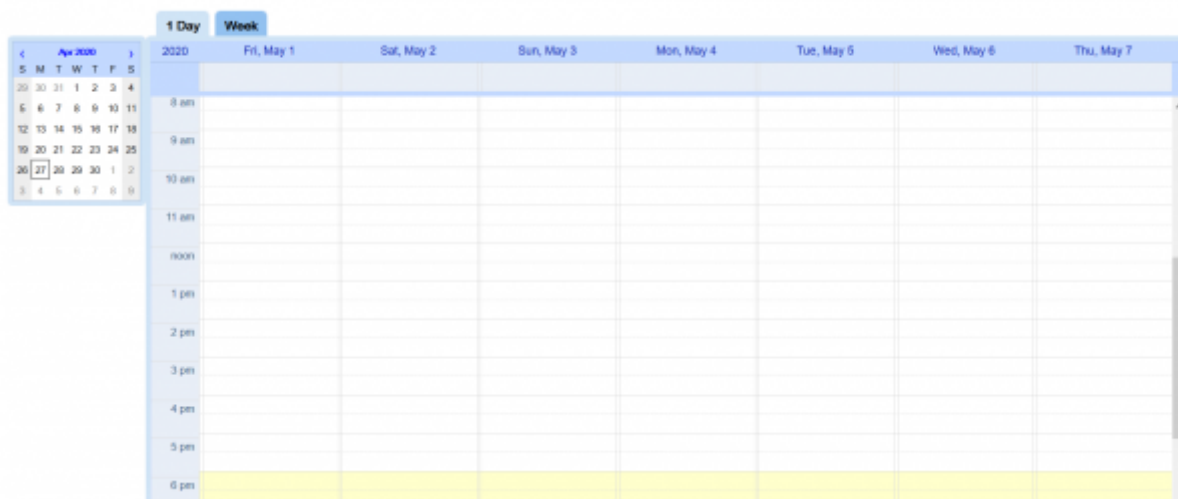 1 Day Week
‹ Apr 2020 ›
S M T W T F S
29 30 31 1 2 3 4
5 6 7 8 9 10 11
12 13 14 15 16 17 18
19 20 21 22 23 24 25
26 27 28 29 30 1 2
3 4 5 6 7 8 9
2020 Fri, May 1 Sat, May 2 Sun, May 3 Mon, May 4 Tue, May 5 Wed, May 6 Thu, May 7
8 am
9 am
10 am
11 am
noon
1 pm
2 pm
3 pm
4 pm
5 pm
6 pm